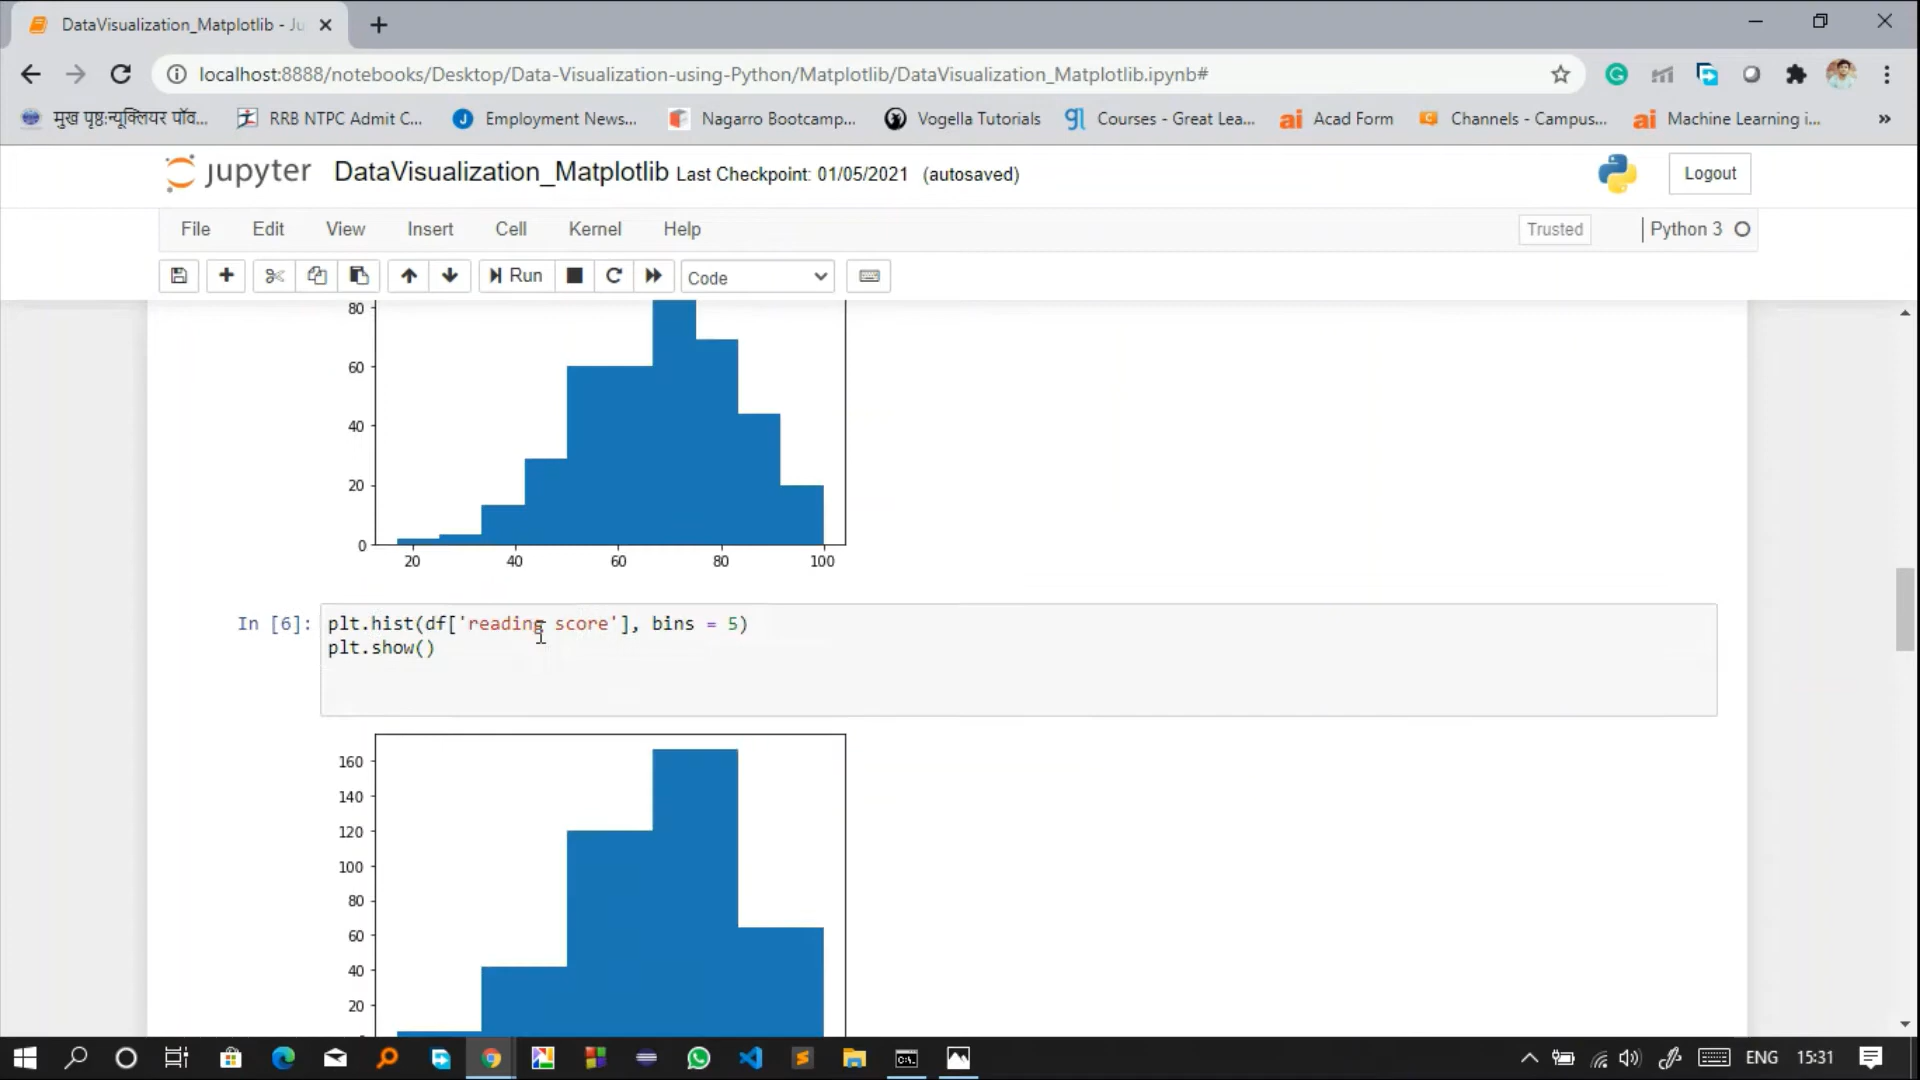 DataVisualization_Matplotlib - Ju
localhost:8888/notebooks/Desktop/Data-Visualization-using-Python/Matplotlib/DataVisualization_Matplotlib.ipynb#
मुख पृष्ठ:न्यूक्लियर पॉव... RRB NTPC Admit C... Employment News... Nagarro Bootcamp... Vogella Tutorials Courses - Great Lea... Acad Form Channels - Campus... Machine Learning i... »
jupyter DataVisualization_Matplotlib Last Checkpoint: 01/05/2021 (autosaved) Logout
File Edit View Insert Cell Kernel Help Trusted Python 3
Run Code
80
60
40
20
0
20 40 60 80 100
In [6]: plt.hist(df['reading score'], bins = 5)
plt.show()
160
140
120
100
80
60
40
20
ENG 15:31